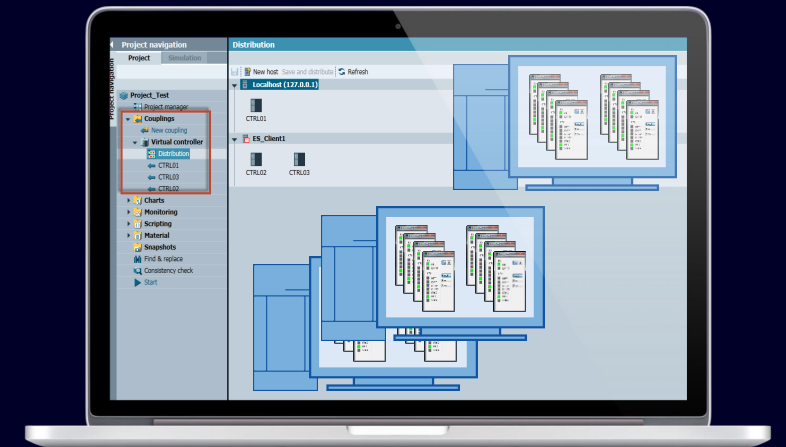 Project navigation
Project Simulation
Project navigation
Project_Test
Project manager
Couplings
New coupling
Virtual controller
Distribution
CTRL01
CTRL03
CTRL02
Charts
Monitoring
Scripting
Material
Snapshots
Find & replace
Consistency check
Start
Distribution
New host Save and distribute Refresh
Localhost (127.0.0.1)
CTRL01
ES_Client1
CTRL02 CTRL03